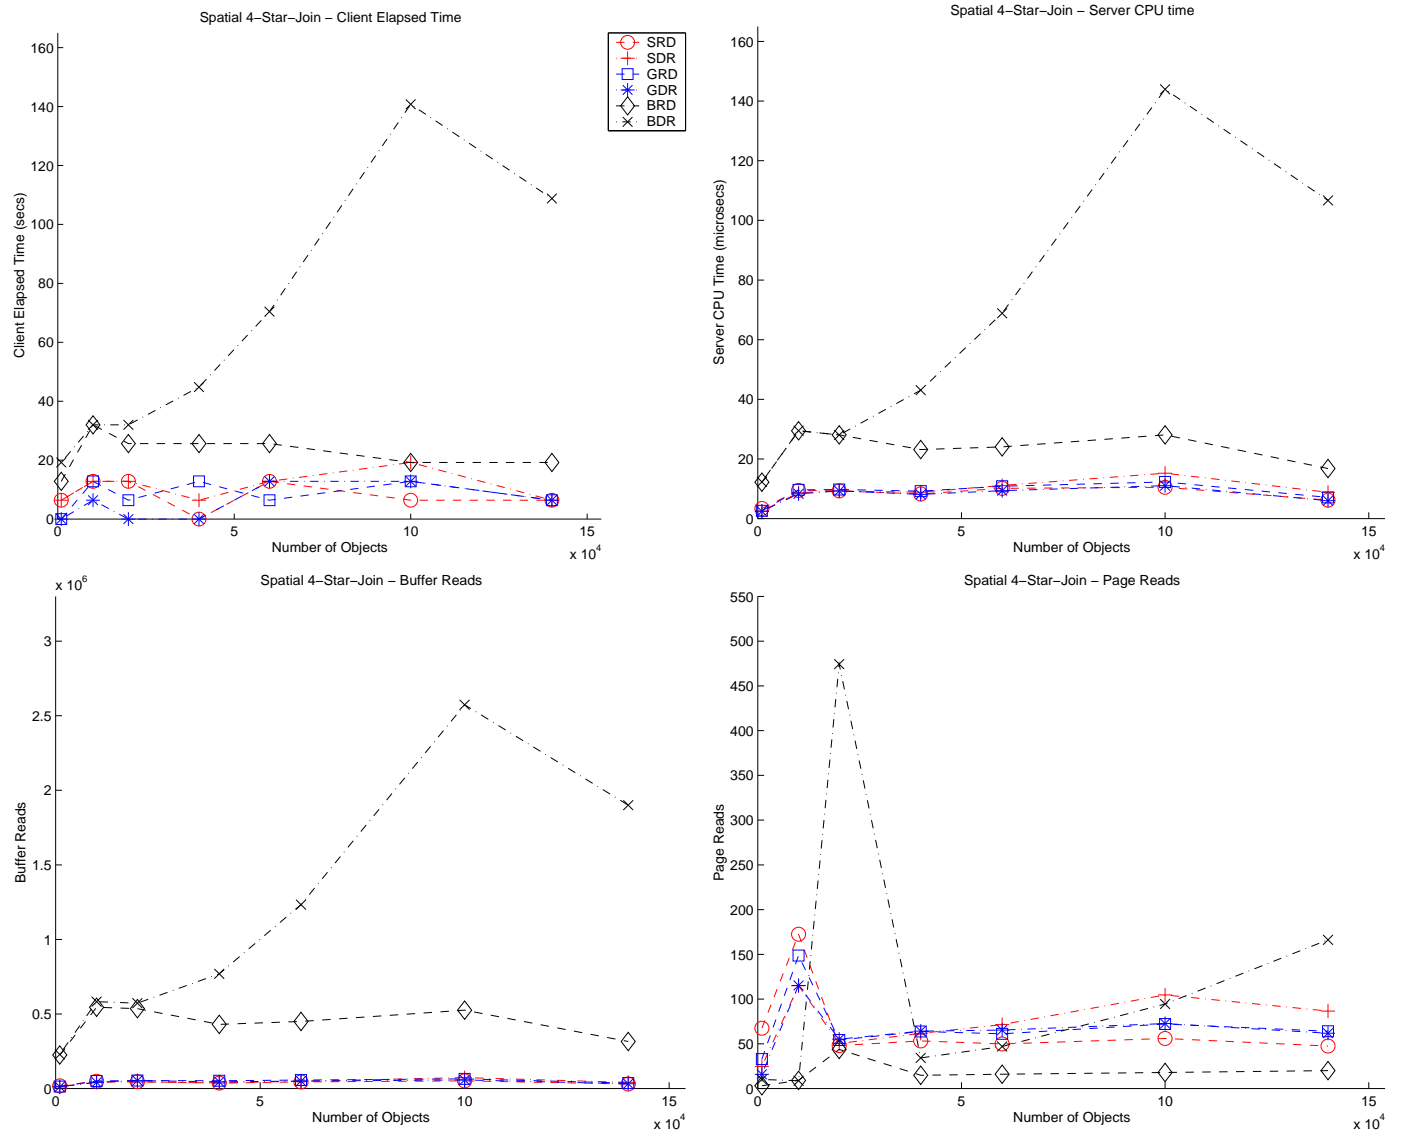 Spatial 4–Star–Join – Client Elapsed Time
160
140
120
100
80
60
40
20
0
Client Elapsed Time (secs)
0
5
10
15
x 10^4
Number of Objects
SRD
SDR
GRD
GDR
BRD
BDR
Spatial 4–Star–Join – Server CPU time
160
140
120
100
80
60
40
20
0
Server CPU Time (microsecs)
0
5
10
15
x 10^4
Number of Objects
Spatial 4–Star–Join – Buffer Reads
x 10^6
3
2.5
2
1.5
1
0.5
0
Buffer Reads
0
5
10
15
x 10^4
Number of Objects
Spatial 4–Star–Join – Page Reads
550
500
450
400
350
300
250
200
150
100
50
0
Page Reads
0
5
10
15
x 10^4
Number of Objects